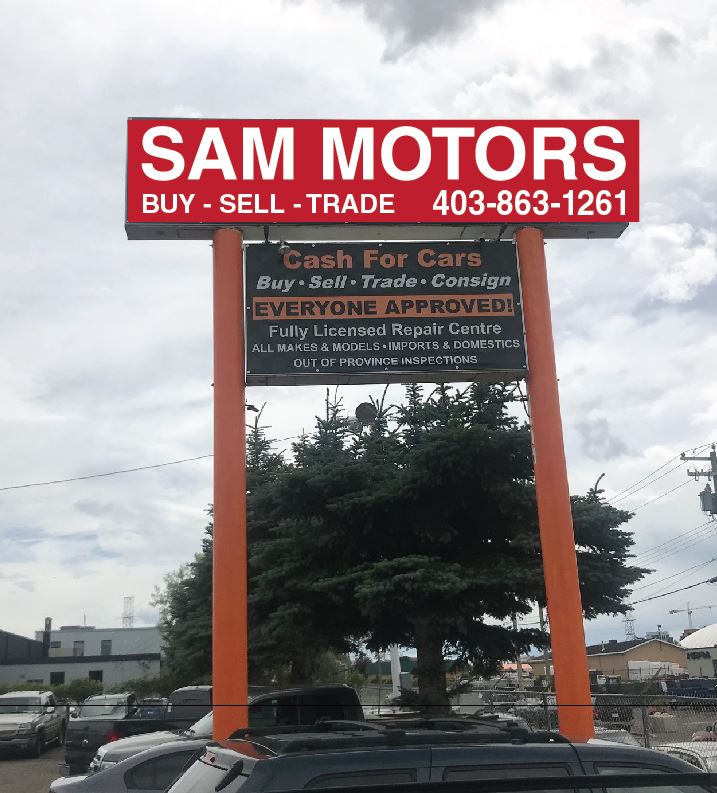 SAM MOTORS
BUY - SELL - TRADE 403-863-1261
Cash For Cars
Buy • Sell • Trade • Consign
EVERYONE APPROVED!
Fully Licensed Repair Centre
ALL MAKES & MODELS • IMPORTS & DOMESTICS
OUT OF PROVINCE INSPECTIONS